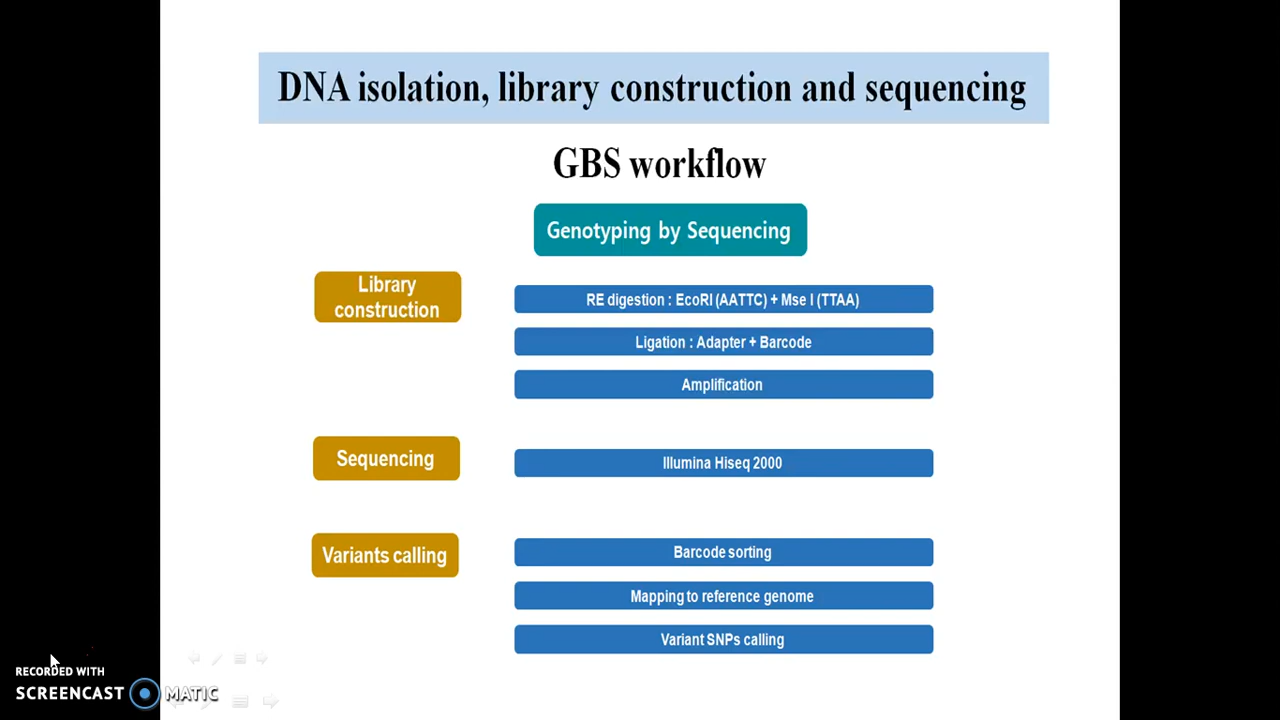 DNA isolation, library construction and sequencing
GBS workflow
Genotyping by Sequencing
Library
construction
RE digestion : EcoRI (AATTC) + Mse I (TTAA)
Ligation : Adapter + Barcode
Amplification
Sequencing
Illumina Hiseq 2000
Variants calling
Barcode sorting
Mapping to reference genome
Variant SNPs calling
RECORDED WITH
SCREENCAST MATIC